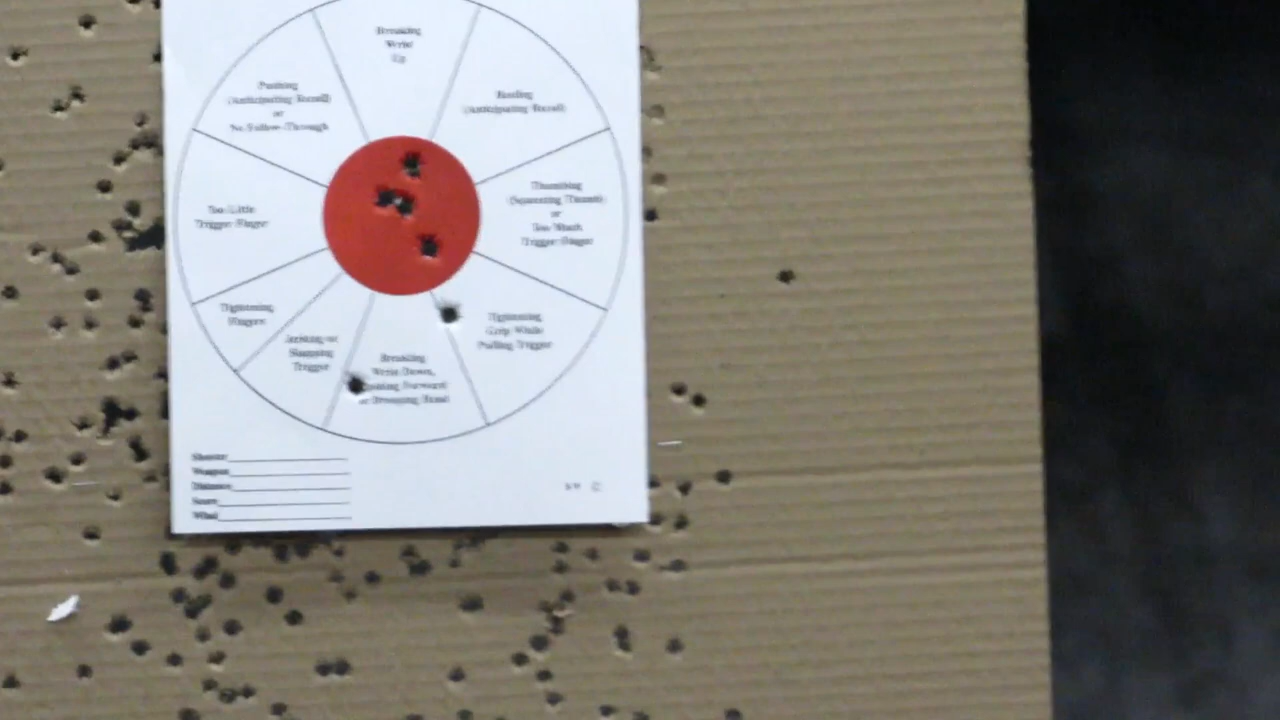 Breaking
Wrist
Up
Pushing
(Anticipating Recoil)
or
No Follow-Through
Heeling
(Anticipating Recoil)
Thumbing
(Squeezing Thumb)
or
Too Much
Trigger Finger
Too Little
Trigger Finger
Tightening
Fingers
Jerking or
Slapping
Trigger
Breaking
Wrist Down,
Forward
or Drooping Head
Tightening
Grip While
Pulling Trigger
Shooter
Weapon
Distance
Score